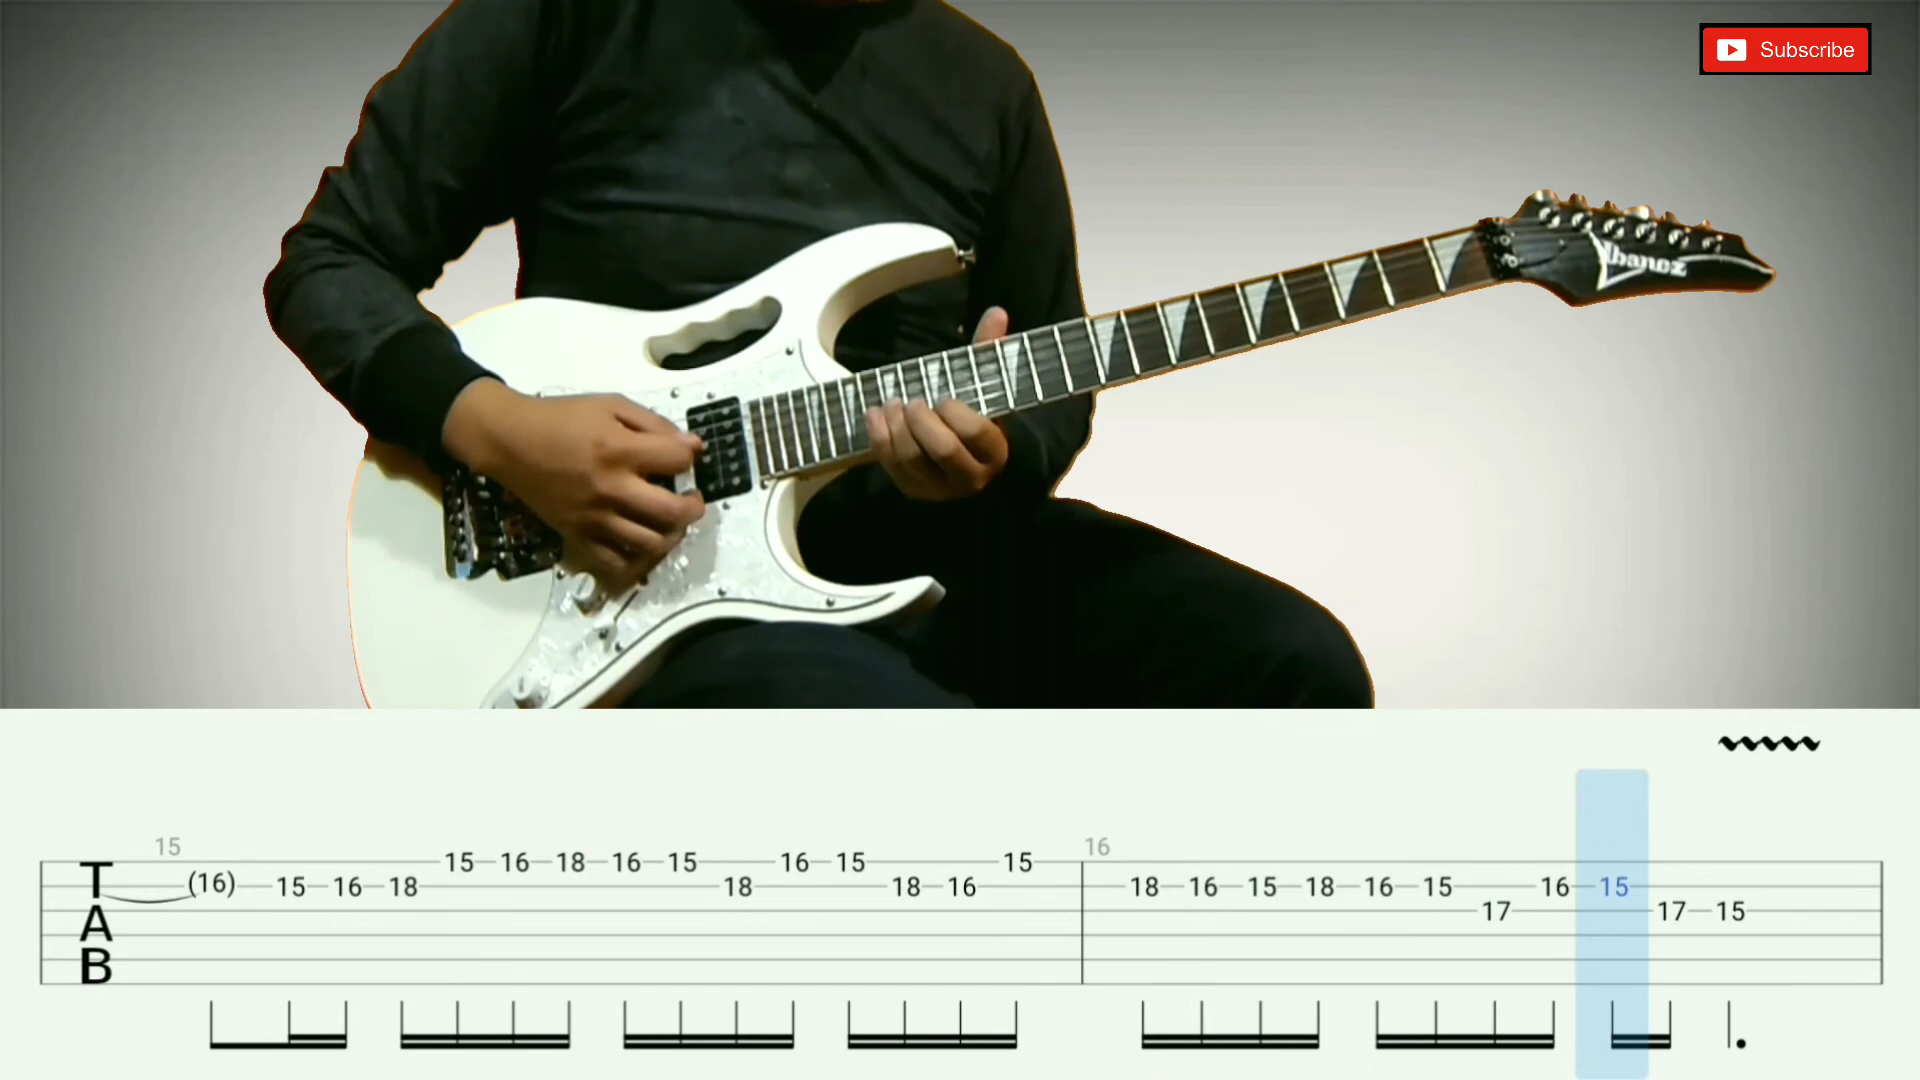 Subscribe
Ibanez
15 16
T A B
15 16 18 16 15 16 15 15
(16) 15 16 18 18 18 16 18 16 15 18 16 15 16 15
17 17 15